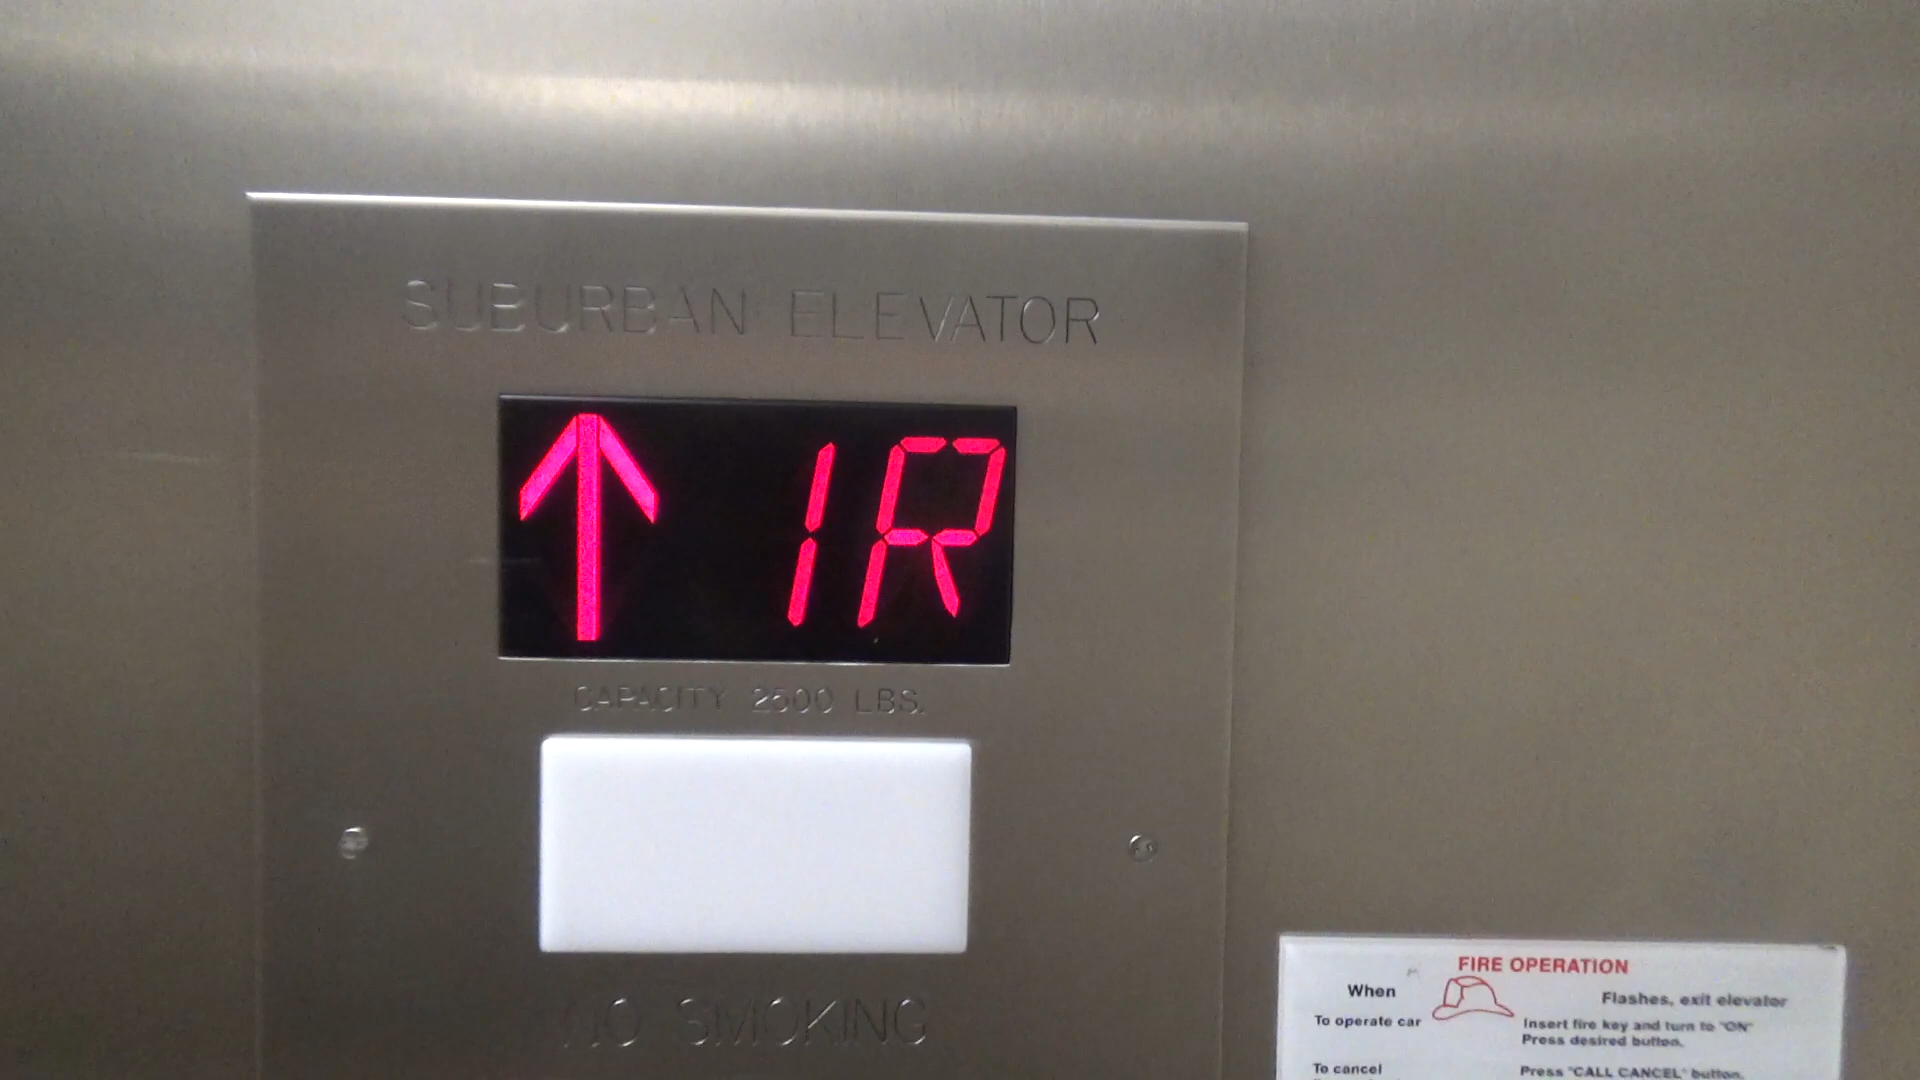 SUBURBAN ELEVATOR
↑ 1R
CAPACITY 2500 LBS.
NO SMOKING
FIRE OPERATION
When Flashes, exit elevator
To operate car Insert fire key and turn to "ON"
Press desired button.
To cancel Press "CALL CANCEL" button.